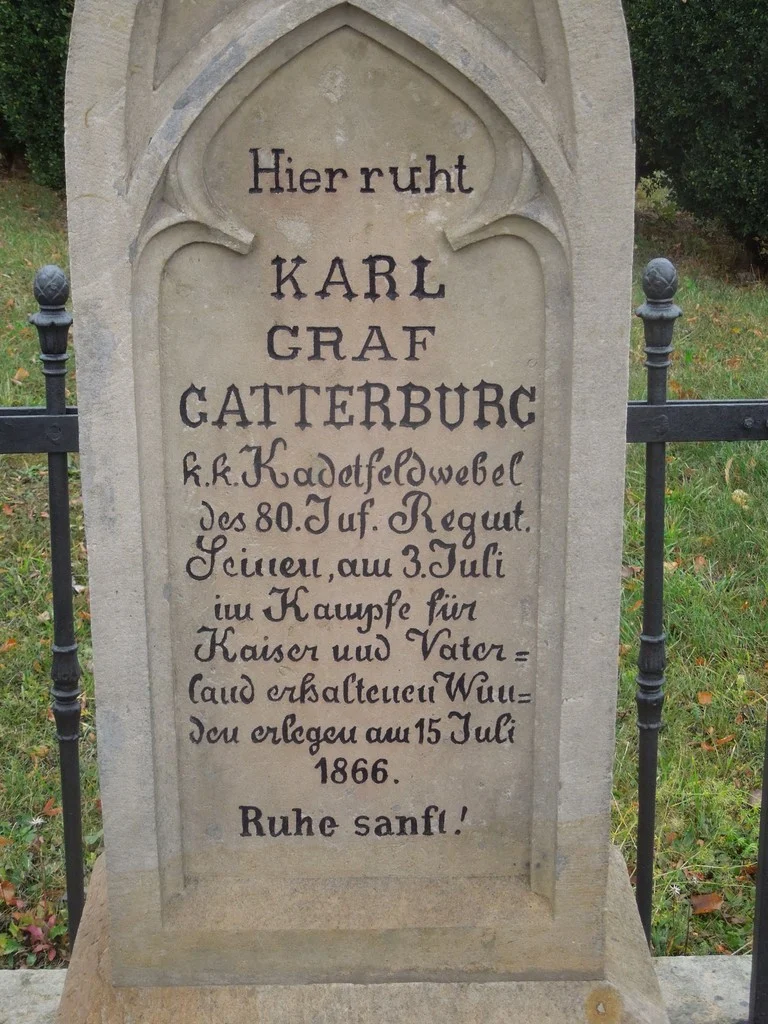 Hier ruht
KARL
GRAF
GATTERBURG
k.k. Kadetfeldwebel
des 80. Inf. Regmt.
Seinen, am 3. Juli
im Kampfe für
Kaiser und Vater=
land erhaltenen Wun=
den erlegen am 15 Juli
1866.
Ruhe sanft!